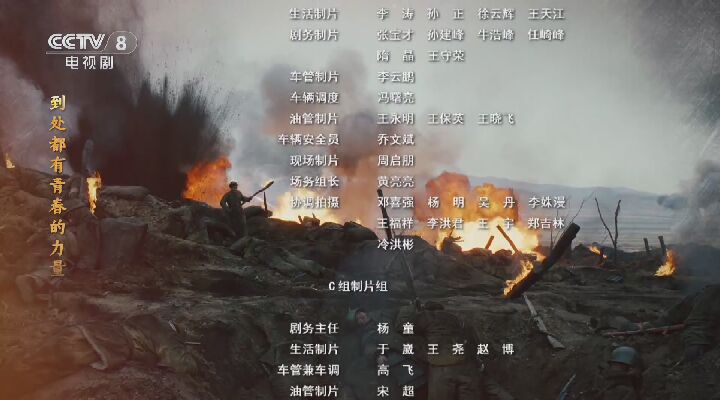 CCTV 8
电视剧
到处都有青春的力量
生活制片 李 涛 孙 正 徐云辉 王天江
剧务制片 张宝才 孙建峰 牛浩峰 任崎峰
隋 晶 王守荣
车管制片 李云鹏
车辆调度 冯曙亮
油管制片 王永明 王保英 王晓飞
车辆安全员 乔文斌
现场制片 周启朋
场务组长 黄亮亮
协调拍摄 邓喜强 杨 明 吴 丹 李姝漫
王福祥 李洪君 王 宇 郑吉林
冷洪彬
C组制片组
剧务主任 杨 童
生活制片 于 崴 王 尧 赵 博
车管兼车调 高 飞
油管制片 宋 超